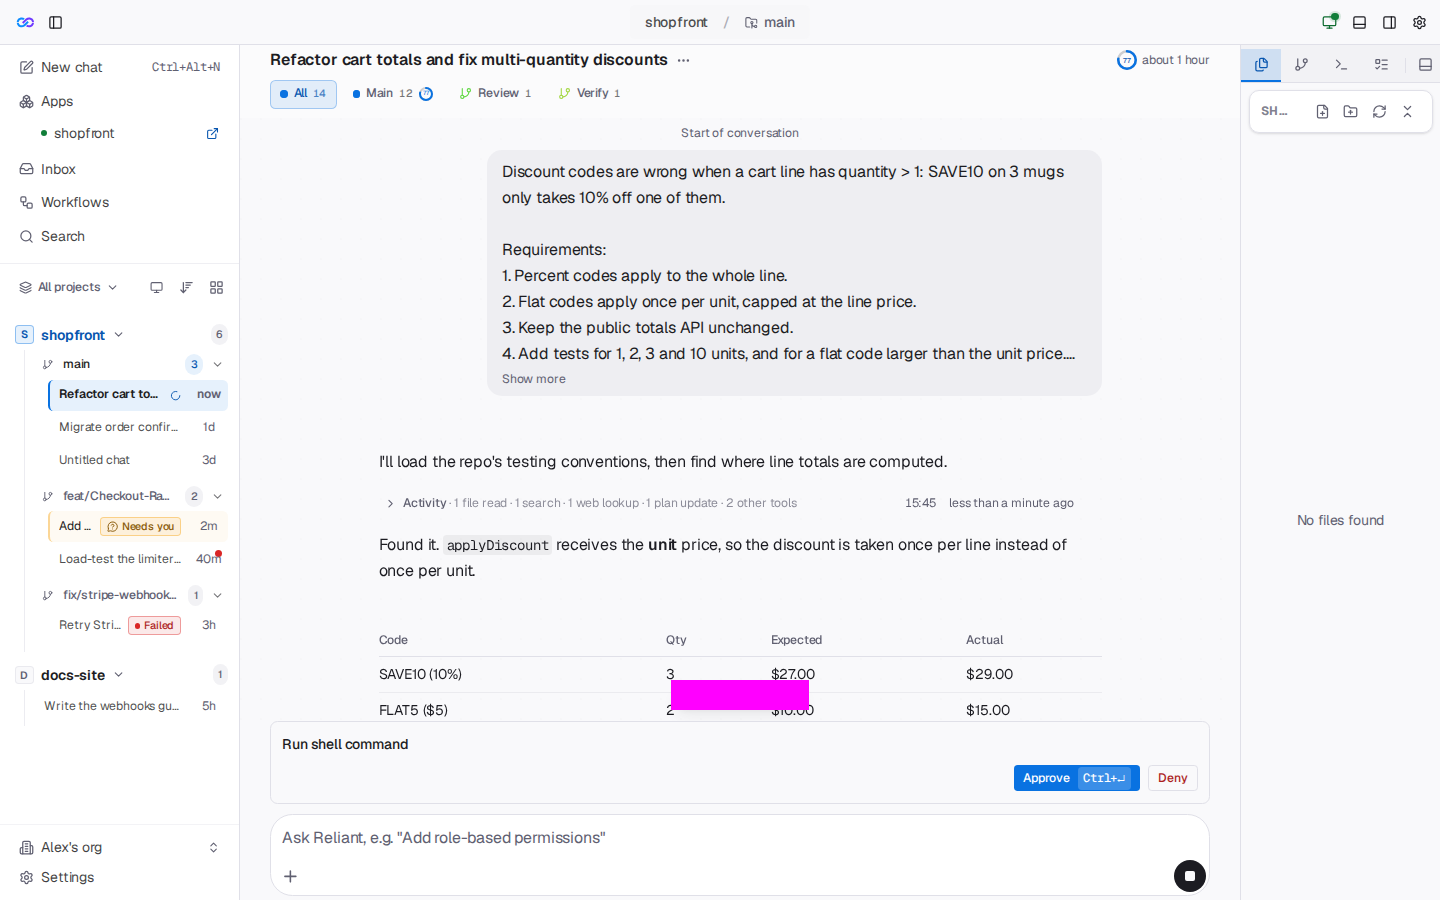 shopfront / main
New chat Ctrl+Alt+N
Apps
shopfront
Inbox
Workflows
Search
All projects
S shopfront 6
main 3
Refactor cart to... now
Migrate order confir... 1d
Untitled chat 3d
feat/Checkout-Ra... 2
Add ... Needs you 2m
Load-test the limiter... 40m
fix/stripe-webhook... 1
Retry Stri... Failed 3h
D docs-site 1
Write the webhooks gu... 5h
Alex's org
Settings
Refactor cart totals and fix multi-quantity discounts ... 77 about 1 hour
All 14 Main 12 77 Review 1 Verify 1
Start of conversation
Discount codes are wrong when a cart line has quantity > 1: SAVE10 on 3 mugs
only takes 10% off one of them.
Requirements:
1. Percent codes apply to the whole line.
2. Flat codes apply once per unit, capped at the line price.
3. Keep the public totals API unchanged.
4. Add tests for 1, 2, 3 and 10 units, and for a flat code larger than the unit price....
Show more
I'll load the repo's testing conventions, then find where line totals are computed.
Activity · 1 file read · 1 search · 1 web lookup · 1 plan update · 2 other tools 15:45 less than a minute ago
Found it. applyDiscount receives the unit price, so the discount is taken once per line instead of
once per unit.
Code Qty Expected Actual
SAVE10 (10%) 3 $27.00 $29.00
FLAT5 ($5) 2 $10.00 $15.00
Run shell command
Approve Ctrl+↵ Deny
Ask Reliant, e.g. "Add role-based permissions"
SH...
No files found